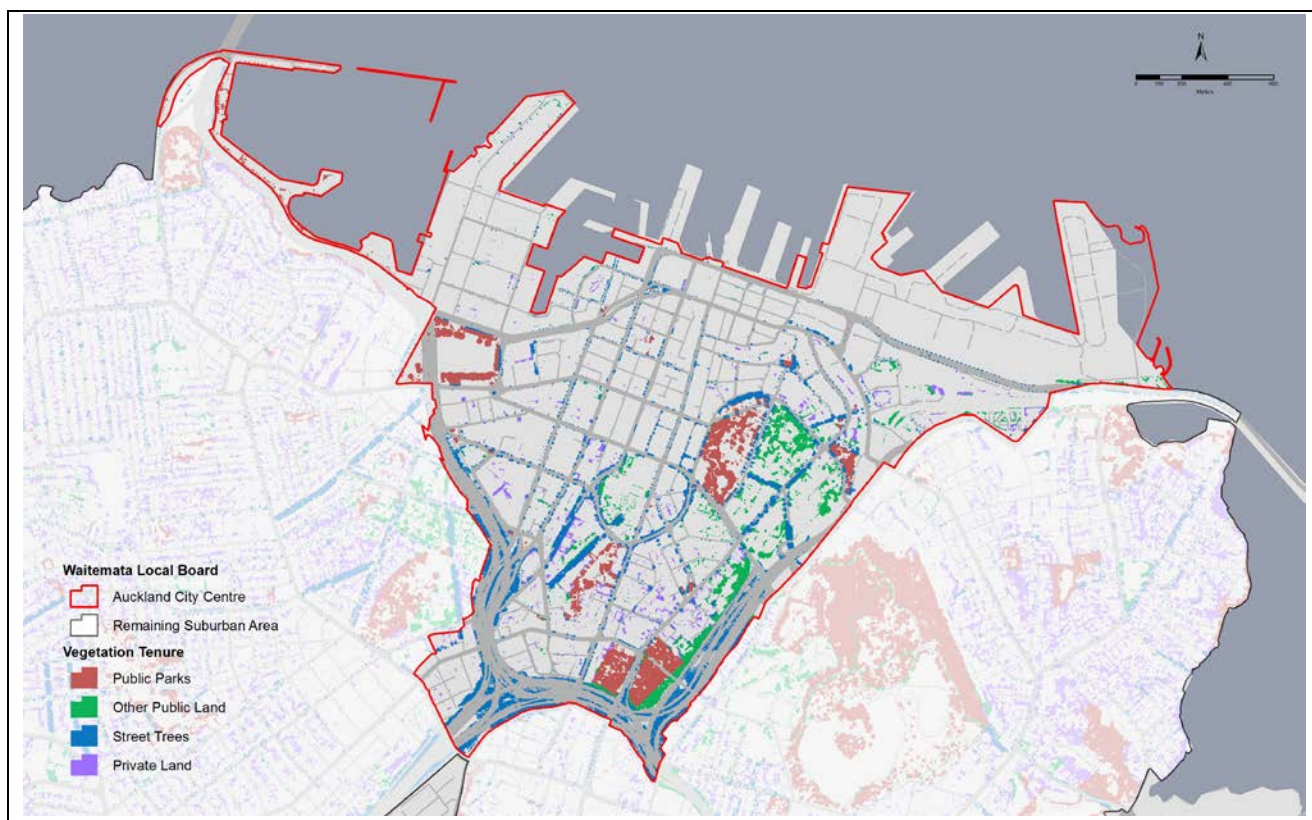 N
Metres
Waitemata Local Board
Auckland City Centre
Remaining Suburban Area
Vegetation Tenure
Public Parks
Other Public Land
Street Trees
Private Land